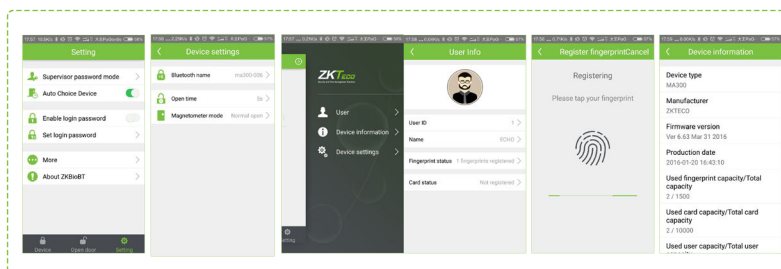 Setting
Supervisor password mode
Auto Choice Device
Enable login password
Set login password
More
About ZKBioBT
Device
Open door
Setting
Device settings
Bluetooth name
ma300-006
Open time
5s
Magnetometer mode
Normal open
ZKTECO
User
Device information
Device settings
User Info
User ID
1
Name
Fingerprint status
1 fingerprints registered
Card status
Not registered
Register fingerprint
Cancel
Registering
Please tap your fingerprint
Device information
Device type
MA300
Manufacturer
ZKTECO
Firmware version
Ver 6.63 Mar 31 2016
Production date
2016-01-20 16:43:10
Used fingerprint capacity/Total
capacity
2 / 1500
Used card capacity/Total card
capacity
2 / 10000
Used user capacity/Total user